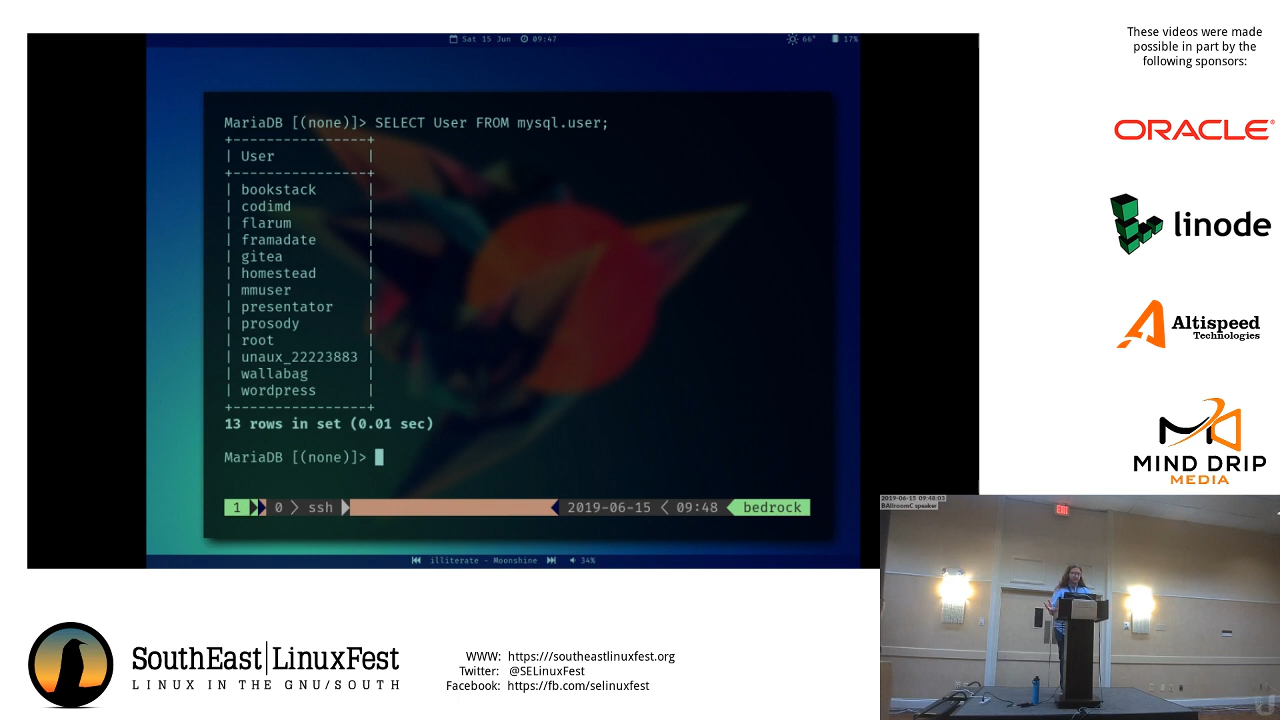 These videos were made
possible in part by the
following sponsors:
Sat 15 Jun 09:47
66° 17%
MariaDB [(none)]> SELECT User FROM mysql.user;
+----------------+
| User |
+----------------+
| bookstack |
| codimd |
| flarum |
| framadate |
| gitea |
| homestead |
| mmuser |
| presentator |
| prosody |
| root |
| unaux_22223883 |
| wallabag |
| wordpress |
+----------------+
13 rows in set (0.01 sec)
MariaDB [(none)]>
1 0 ssh 2019-06-15 09:48 bedrock
illiterate - Moonshine 34%
ORACLE®
linode
Altispeed
Technologies
MIND DRIP
MEDIA
2019-06-15 09:48:03
BAllroomC speaker
Exit
SouthEast LinuxFest
LINUX IN THE GNU/SOUTH
WWW: https:///southeastlinuxfest.org
Twitter: @SELinuxFest
Facebook: https://fb.com/selinuxfest